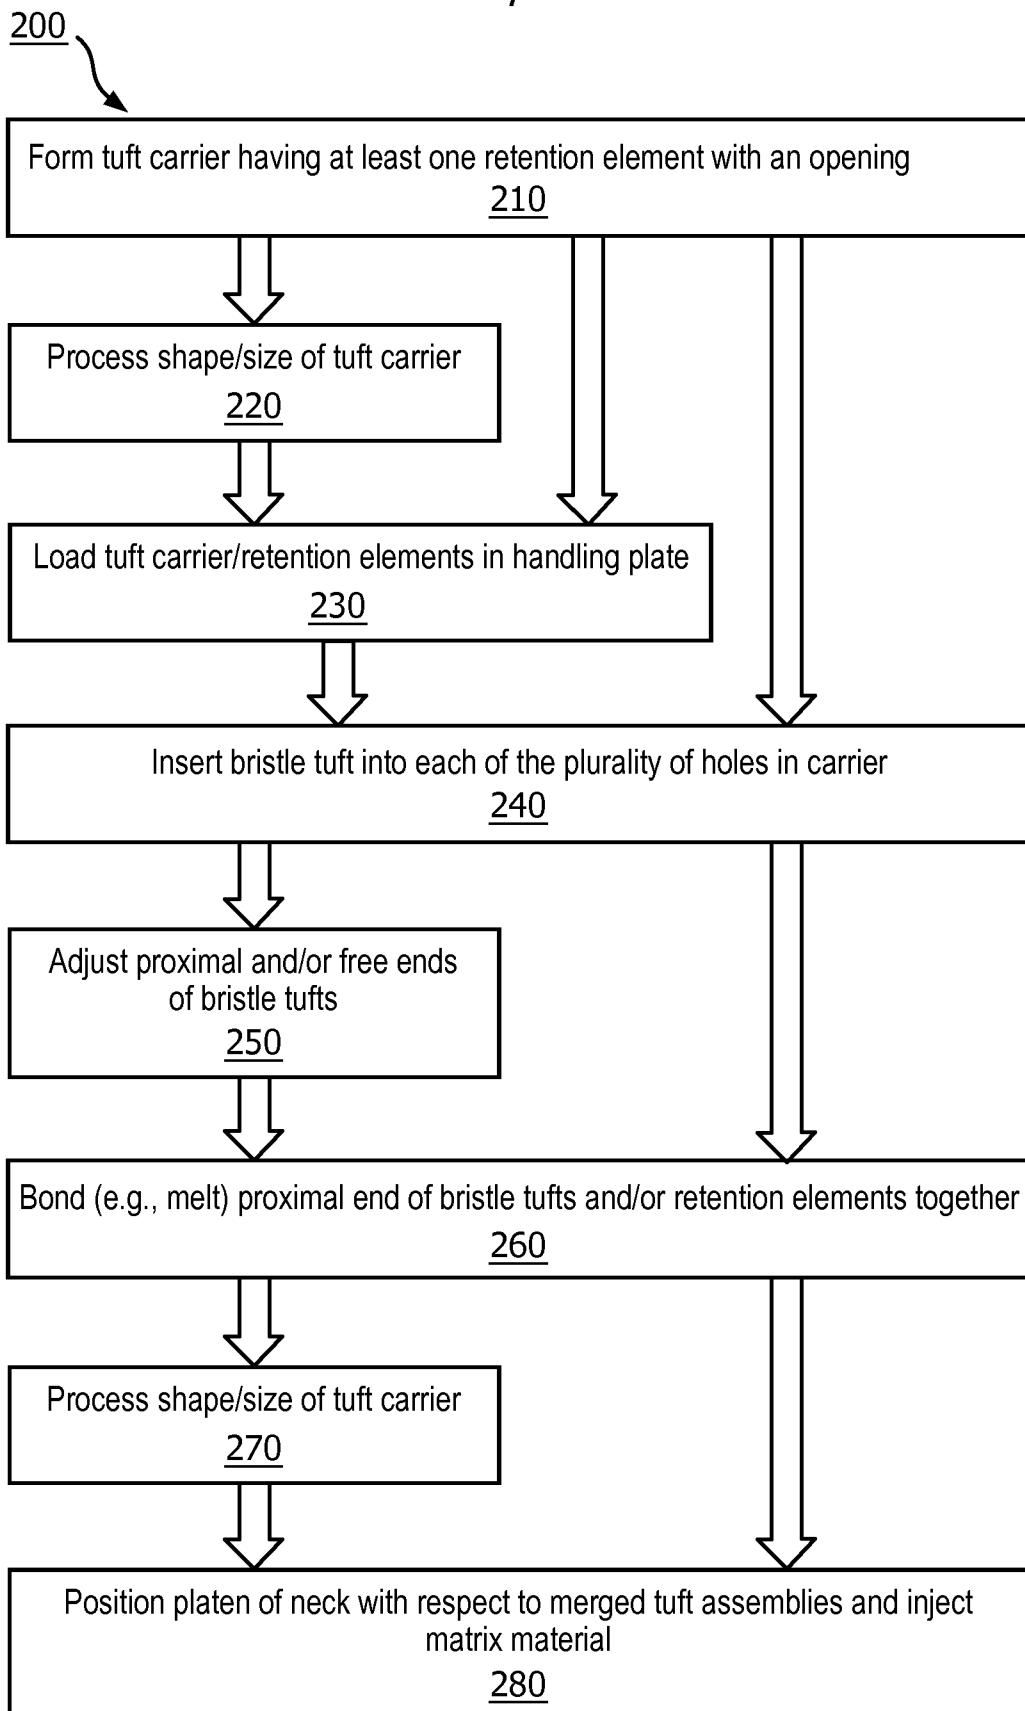 200
Form tuft carrier having at least one retention element with an opening
210
Process shape/size of tuft carrier
220
Load tuft carrier/retention elements in handling plate
230
Insert bristle tuft into each of the plurality of holes in carrier
240
Adjust proximal and/or free ends
of bristle tufts
250
Bond (e.g., melt) proximal end of bristle tufts and/or retention elements together
260
Process shape/size of tuft carrier
270
Position platen of neck with respect to merged tuft assemblies and inject
matrix material
280